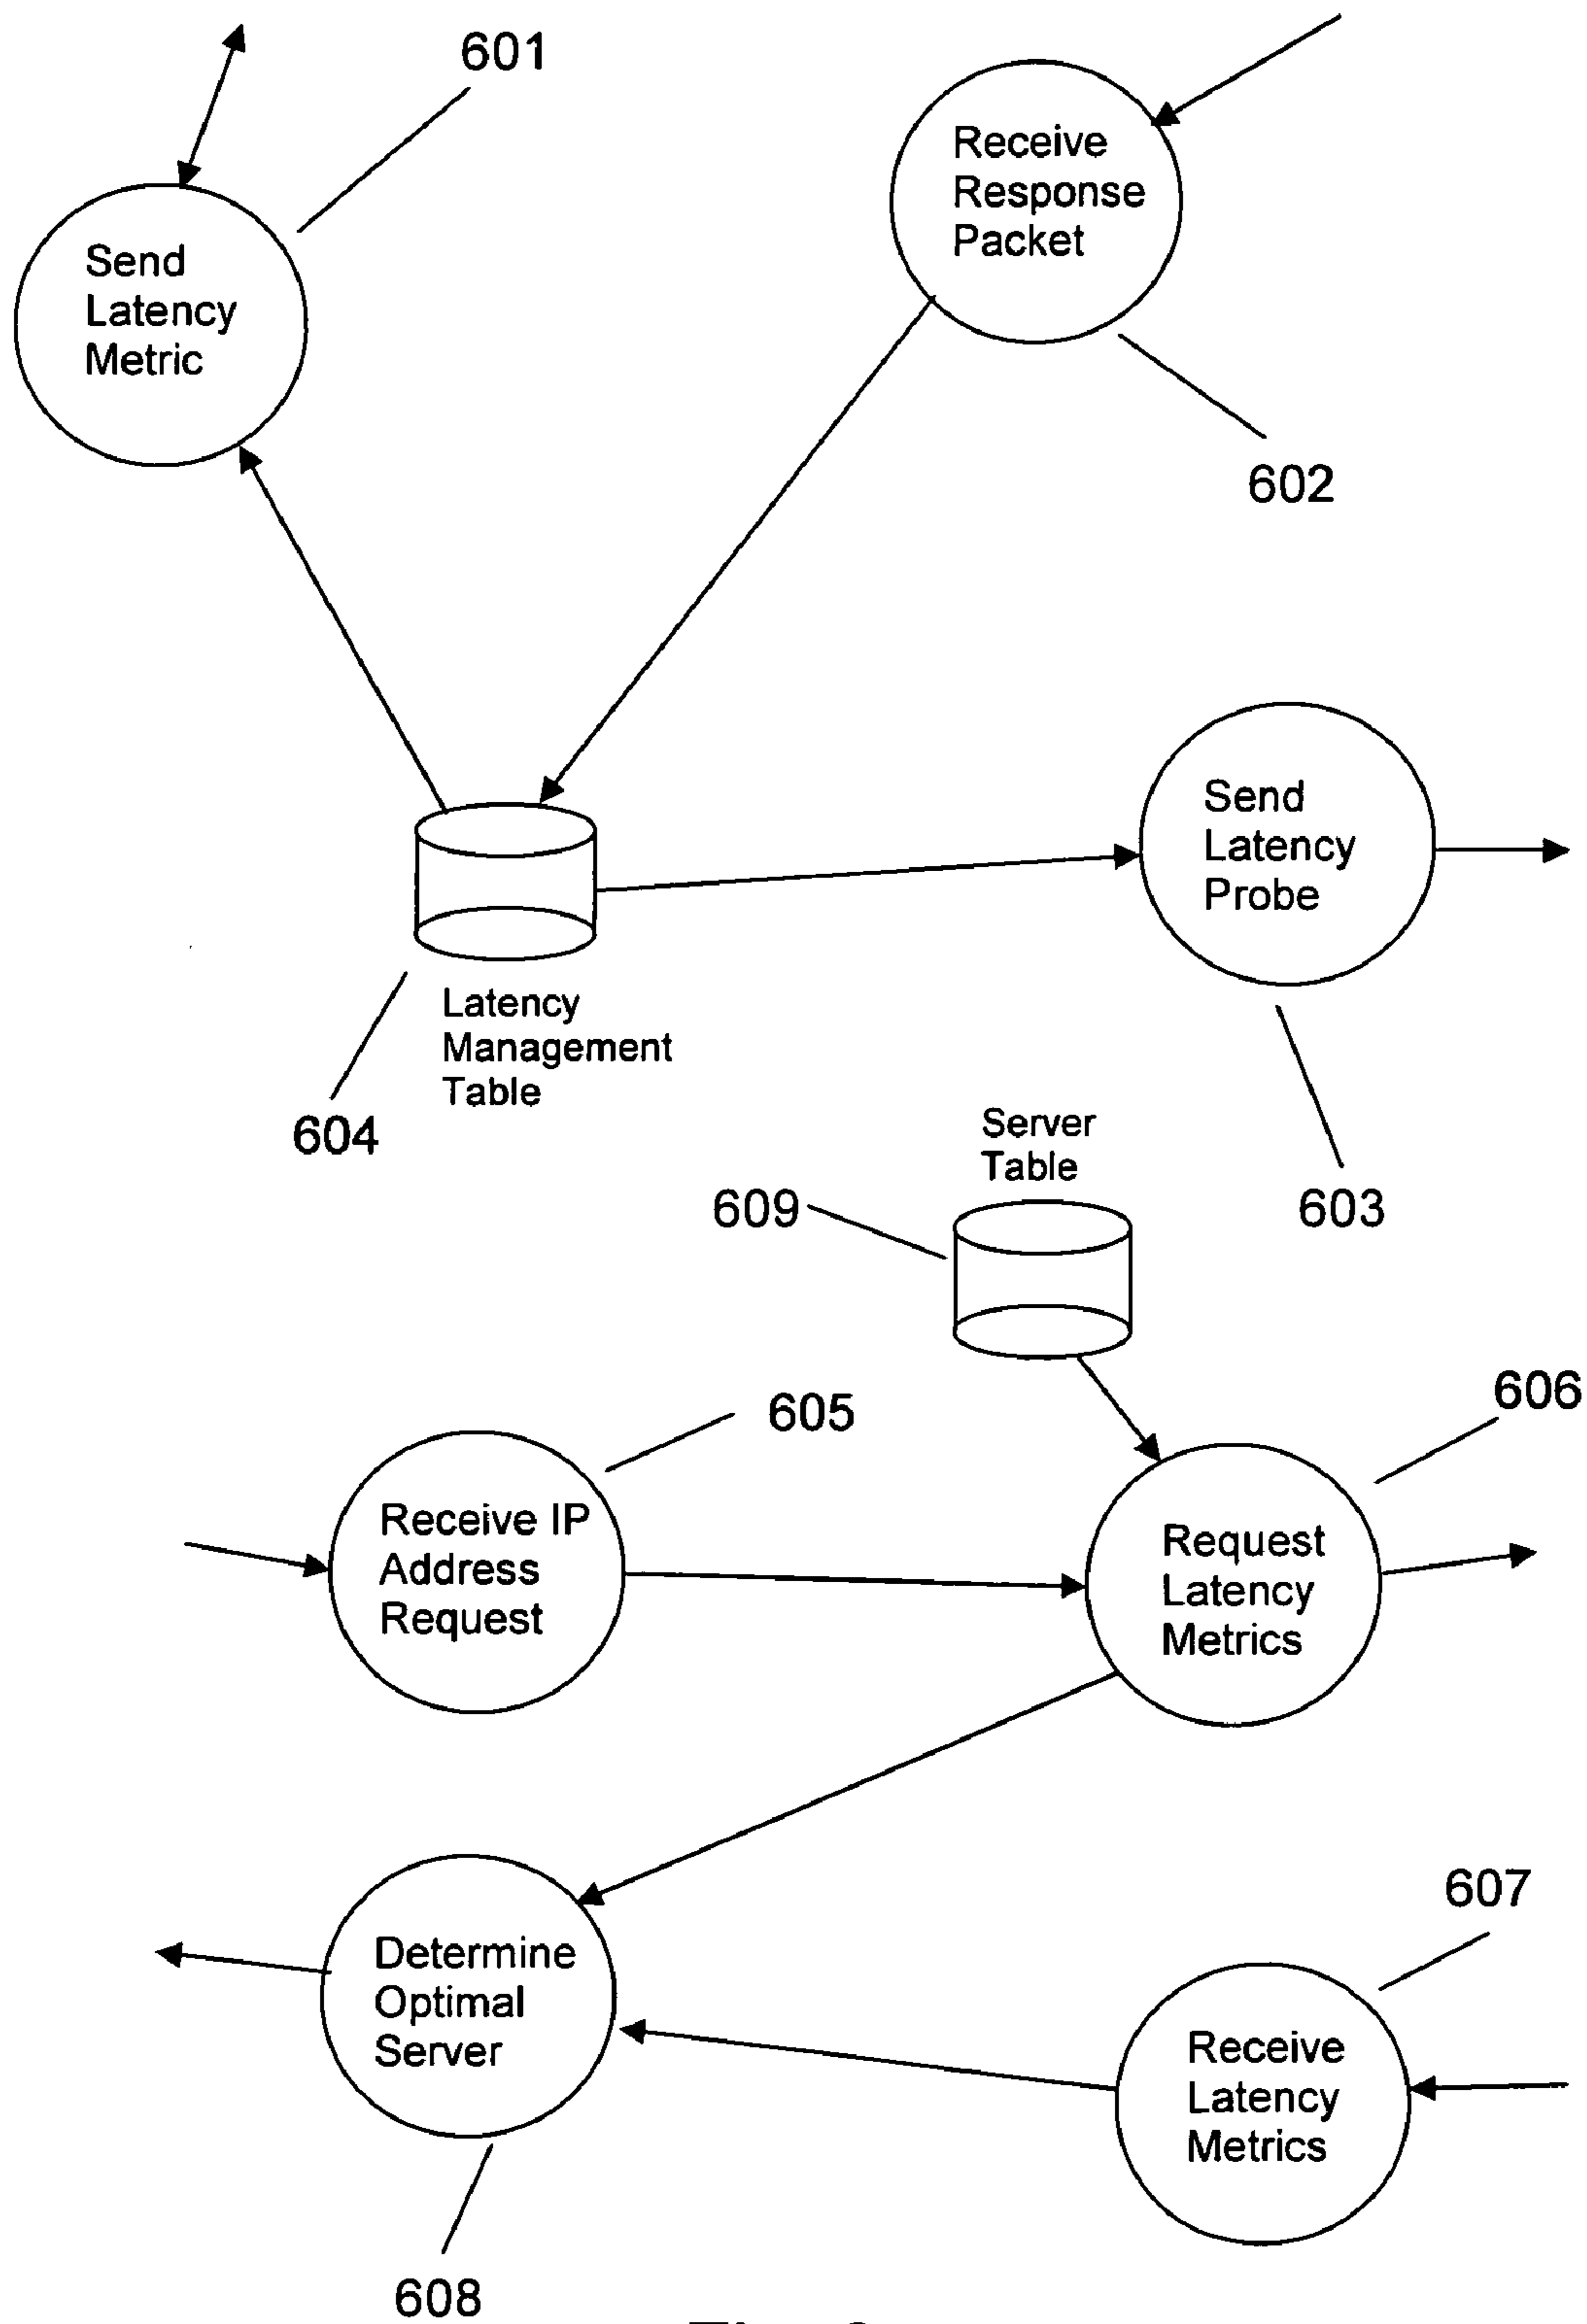 601
Receive
Response
Packet
Send
Latency
Metric
602
Send
Latency
Probe
Latency
Management
Table
604
603
Server
Table
609
606
605
Receive IP
Address
Request
Request
Latency
Metrics
607
Determine
Optimal
Server
Receive
Latency
Metrics
608